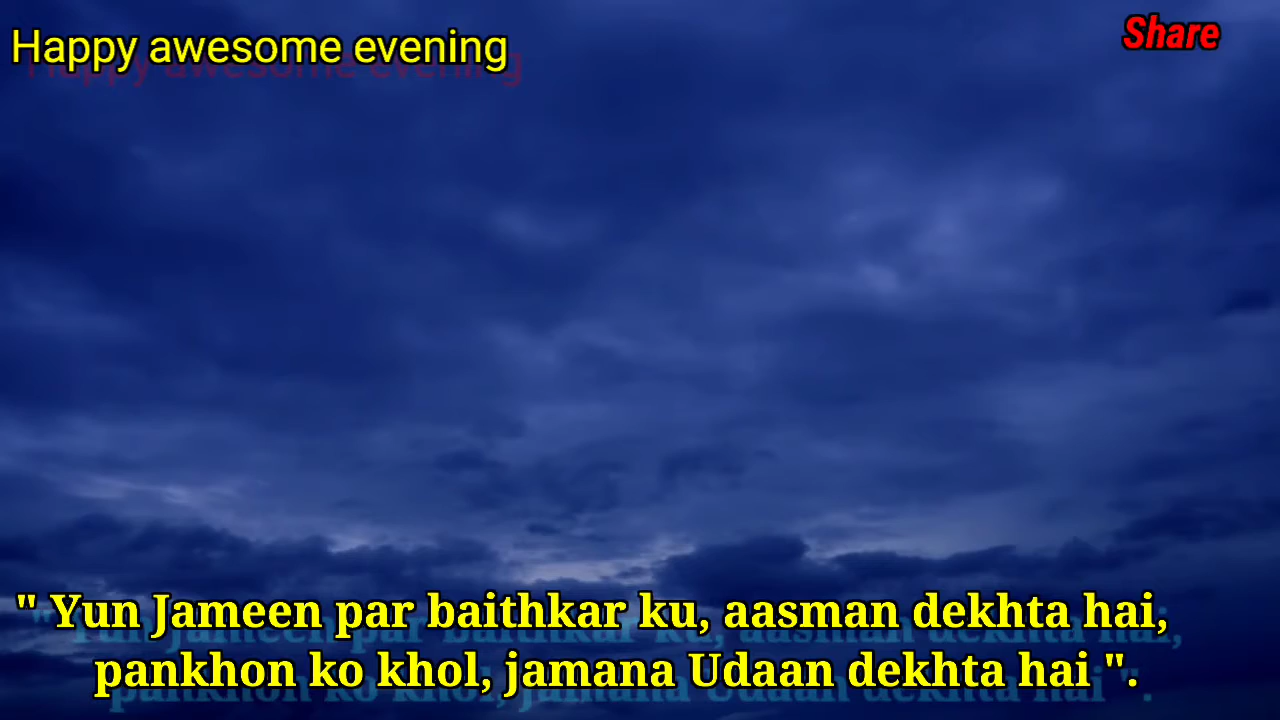 Happy awesome evening
Share
" Yun Jameen par baithkar ku, aasman dekhta hai,
pankhon ko khol, jamana Udaan dekhta hai ".